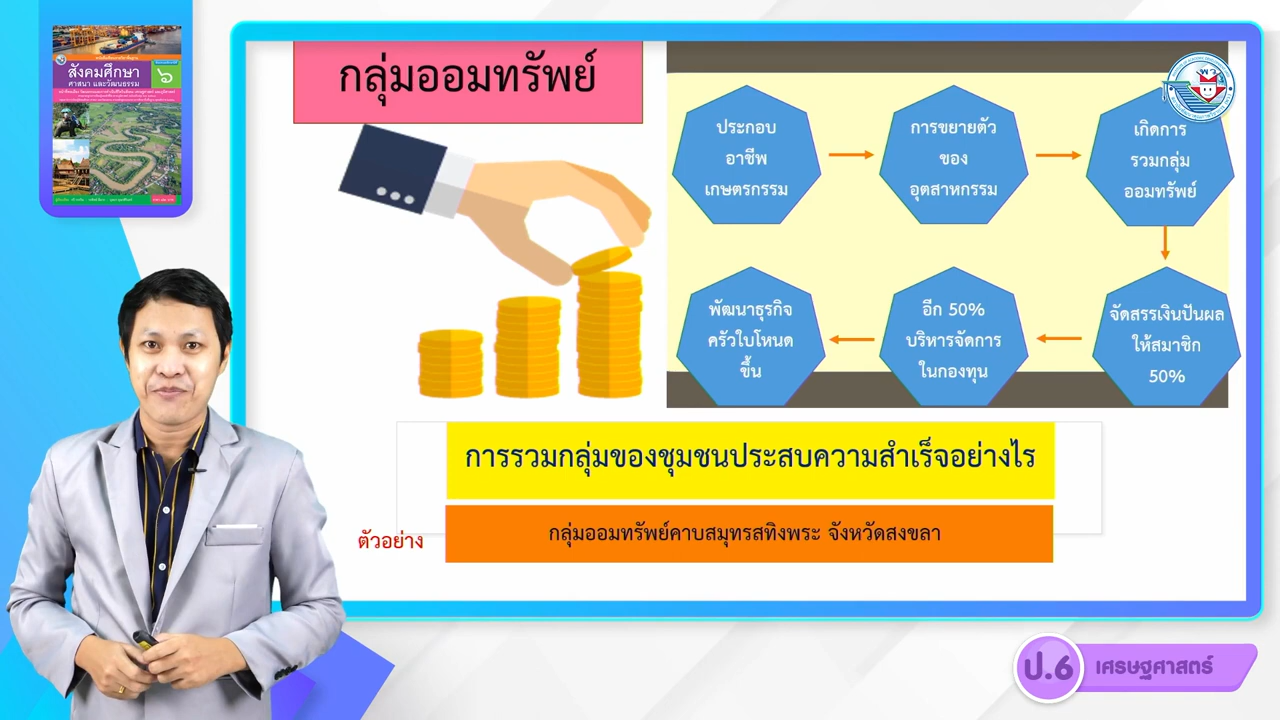 สังคมศึกษา
ศาสนา และวัฒนธรรม
๖
กลุ่มออมทรัพย์
ประกอบ
อาชีพ
เกษตรกรรม
การขยายตัว
ของ
อุตสาหกรรม
เกิดการ
รวมกลุ่ม
ออมทรัพย์
จัดสรรเงินปันผล
ให้สมาชิก
50%
อีก 50%
บริหารจัดการ
ในกองทุน
พัฒนาธุรกิจ
ครัวใบโหนด
ขึ้น
การรวมกลุ่มของชุมชนประสบความสำเร็จอย่างไร
ตัวอย่าง
กลุ่มออมทรัพย์คาบสมุทรสทิงพระ จังหวัดสงขลา
ป.6 เศรษฐศาสตร์